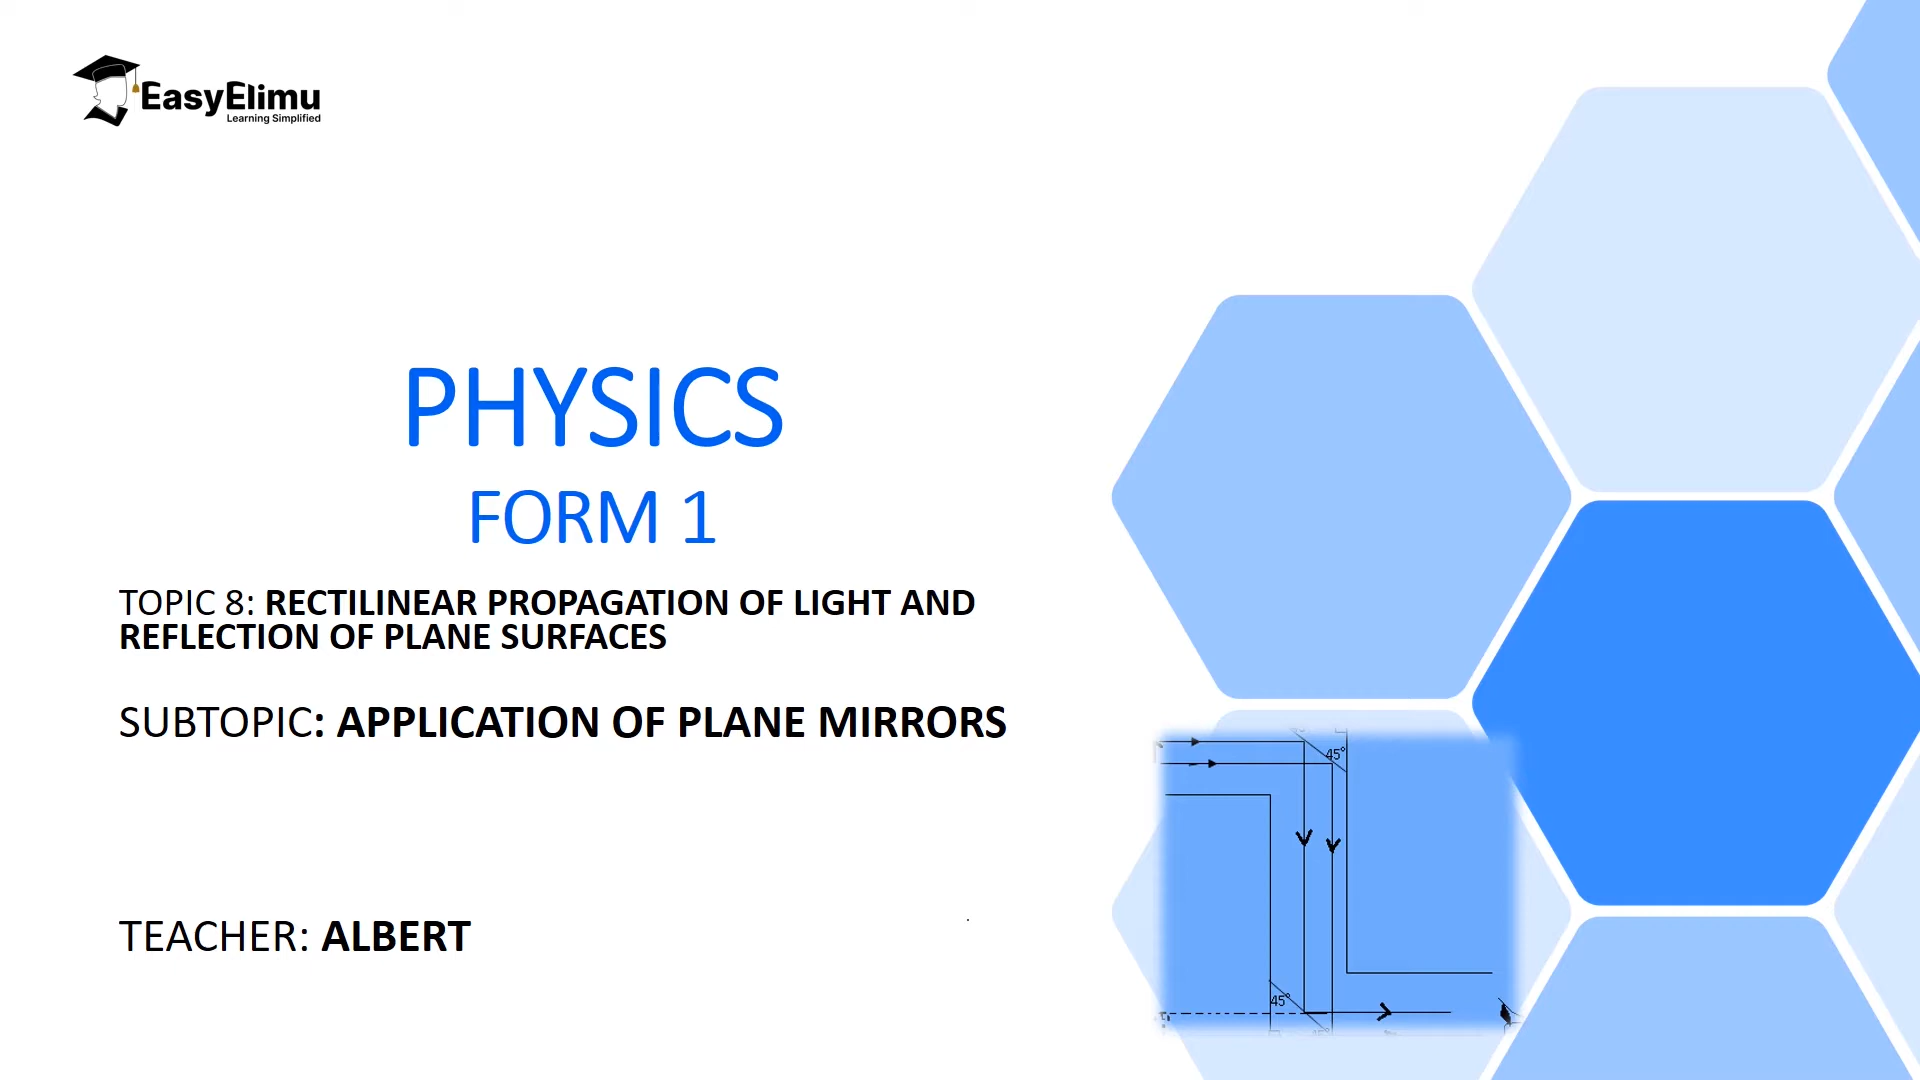 EasyElimu
Learning Simplified
PHYSICS
FORM 1
TOPIC 8: RECTILINEAR PROPAGATION OF LIGHT AND
REFLECTION OF PLANE SURFACES
SUBTOPIC: APPLICATION OF PLANE MIRRORS
TEACHER: ALBERT
45°
45°